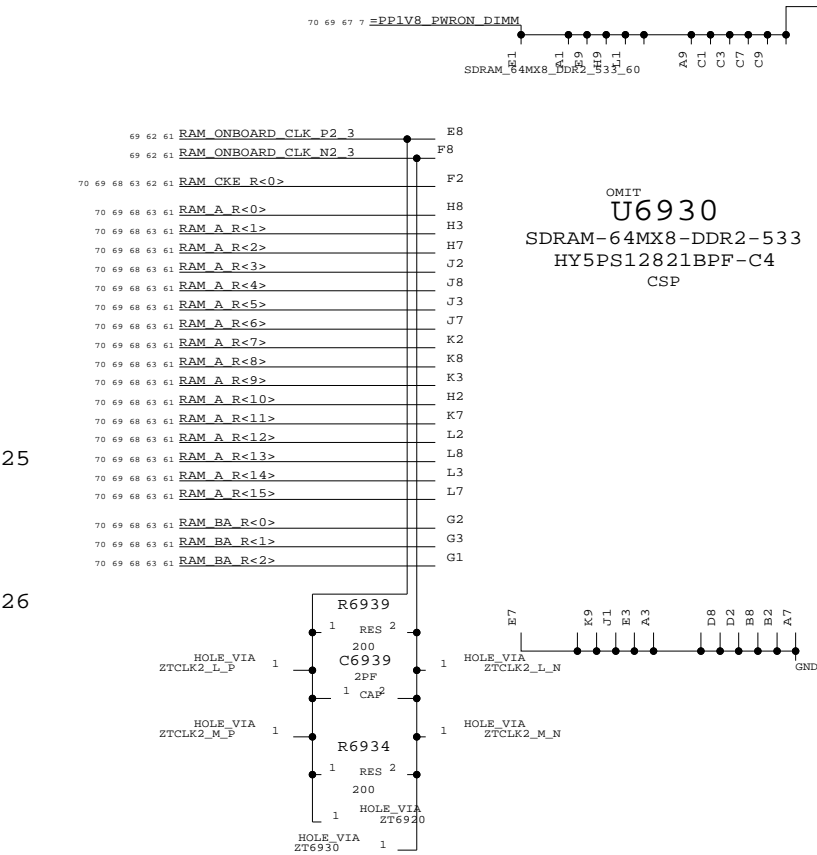 70 69 67 7 =PP1V8_PWRON_DIMM
E1 A1 E9 H9 L1 A9 C1 C3 C7 C9
SDRAM_64MX8_DDR2_533_60
69 62 61 RAM_ONBOARD_CLK_P2_3 E8
69 62 61 RAM_ONBOARD_CLK_N2_3 F8
70 69 68 63 62 61 RAM_CKE_R<0> F2
70 69 68 63 61 RAM_A_R<0> H8
70 69 68 63 61 RAM_A_R<1> H3
70 69 68 63 61 RAM_A_R<2> H7
70 69 68 63 61 RAM_A_R<3> J2
70 69 68 63 61 RAM_A_R<4> J8
70 69 68 63 61 RAM_A_R<5> J3
70 69 68 63 61 RAM_A_R<6> J7
70 69 68 63 61 RAM_A_R<7> K2
70 69 68 63 61 RAM_A_R<8> K8
70 69 68 63 61 RAM_A_R<9> K3
70 69 68 63 61 RAM_A_R<10> H2
70 69 68 63 61 RAM_A_R<11> K7
70 69 68 63 61 RAM_A_R<12> L2
70 69 68 63 61 RAM_A_R<13> L8
70 69 68 63 61 RAM_A_R<14> L3
70 69 68 63 61 RAM_A_R<15> L7
70 69 68 63 61 RAM_BA_R<0> G2
70 69 68 63 61 RAM_BA_R<1> G3
70 69 68 63 61 RAM_BA_R<2> G1
OMIT
U6930
SDRAM-64MX8-DDR2-533
HY5PS12821BPF-C4
CSP
25
26
E7 K9 J1 E3 A3 D8 D2 B8 B2 A7
GND
R6939
1 RES 2
200
HOLE_VIA
ZTCLK2_L_P 1
C6939
2PF
1 CAP 2
1 HOLE_VIA
ZTCLK2_L_N
HOLE_VIA
ZTCLK2_M_P 1
1 HOLE_VIA
ZTCLK2_M_N
R6934
1 RES 2
200
1 HOLE_VIA
ZT6920
HOLE_VIA
ZT6930 1